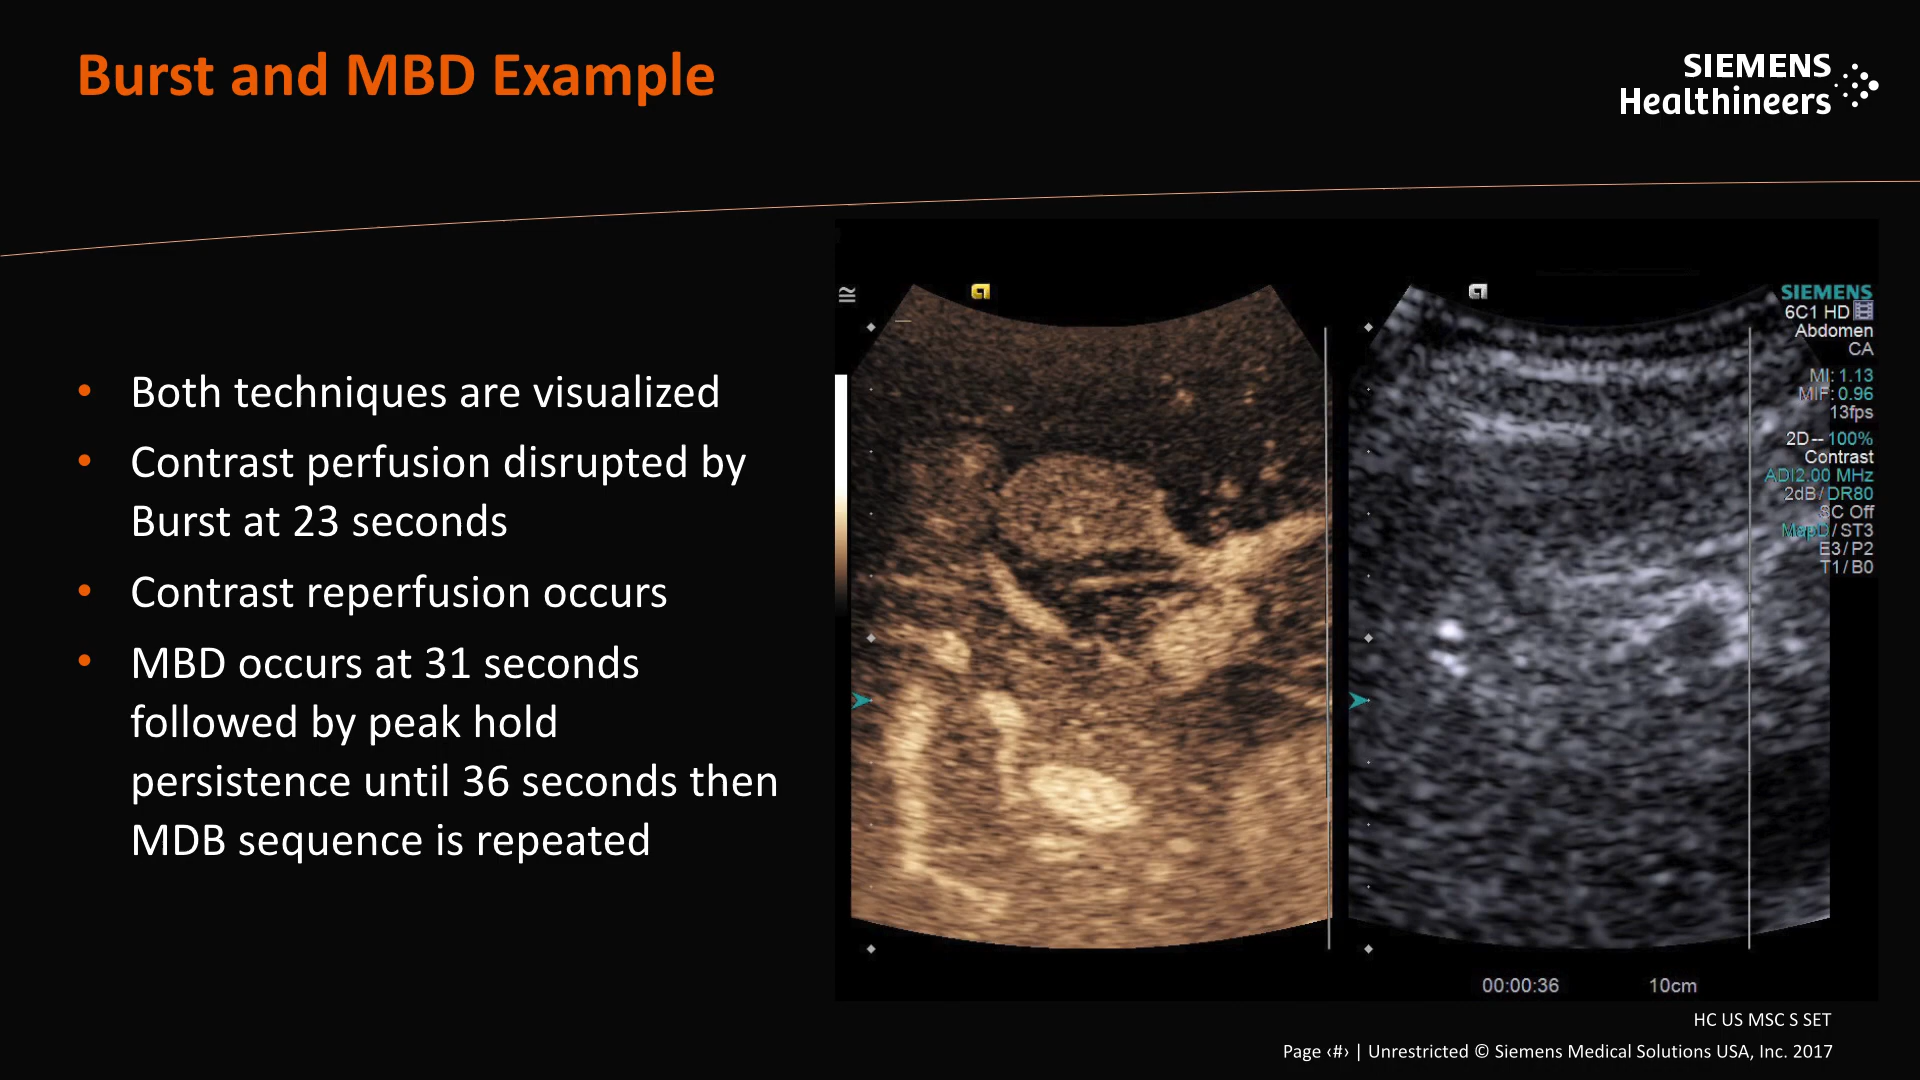 Burst and MBD Example
SIEMENS
Healthineers
• Both techniques are visualized
• Contrast perfusion disrupted by
Burst at 23 seconds
• Contrast reperfusion occurs
• MBD occurs at 31 seconds
followed by peak hold
persistence until 36 seconds then
MDB sequence is repeated
SIEMENS
6C1 HD
Abdomen
CA
MI: 1.13
MIF: 0.96
13fps
2D-- 100%
Contrast
ADI2.00 MHz
2dB / DR80
SC Off
MapD / ST3
E3 / P2
T1 / B0
00:00:36 10cm
HC US MSC S SET
Page ‹#› | Unrestricted © Siemens Medical Solutions USA, Inc. 2017